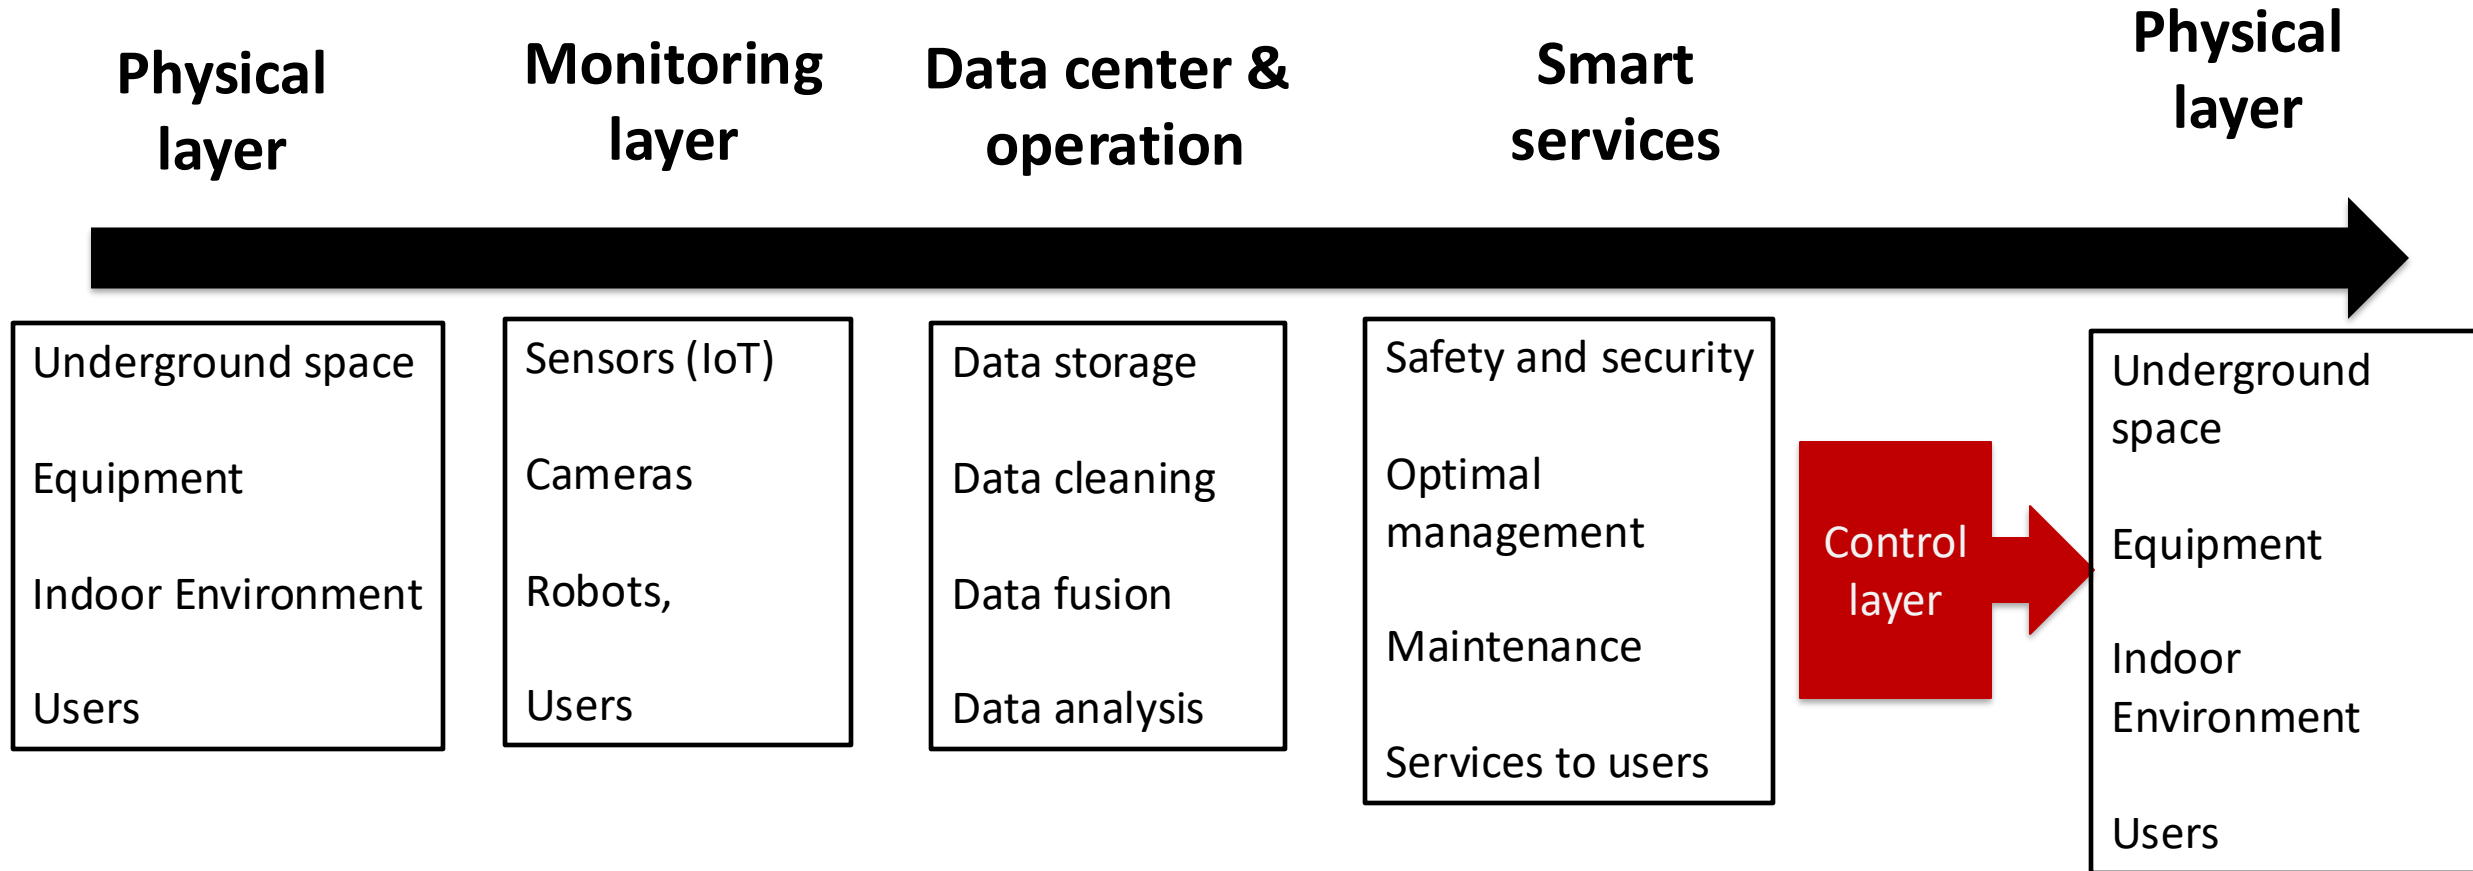 Physical
layer
Monitoring
layer
Data center &
operation
Smart
services
Physical
layer
Underground space
Equipment
Indoor Environment
Users
Sensors (IoT)
Cameras
Robots,
Users
Data storage
Data cleaning
Data fusion
Data analysis
Safety and security
Optimal
management
Maintenance
Services to users
Control
layer
Underground
space
Equipment
Indoor
Environment
Users